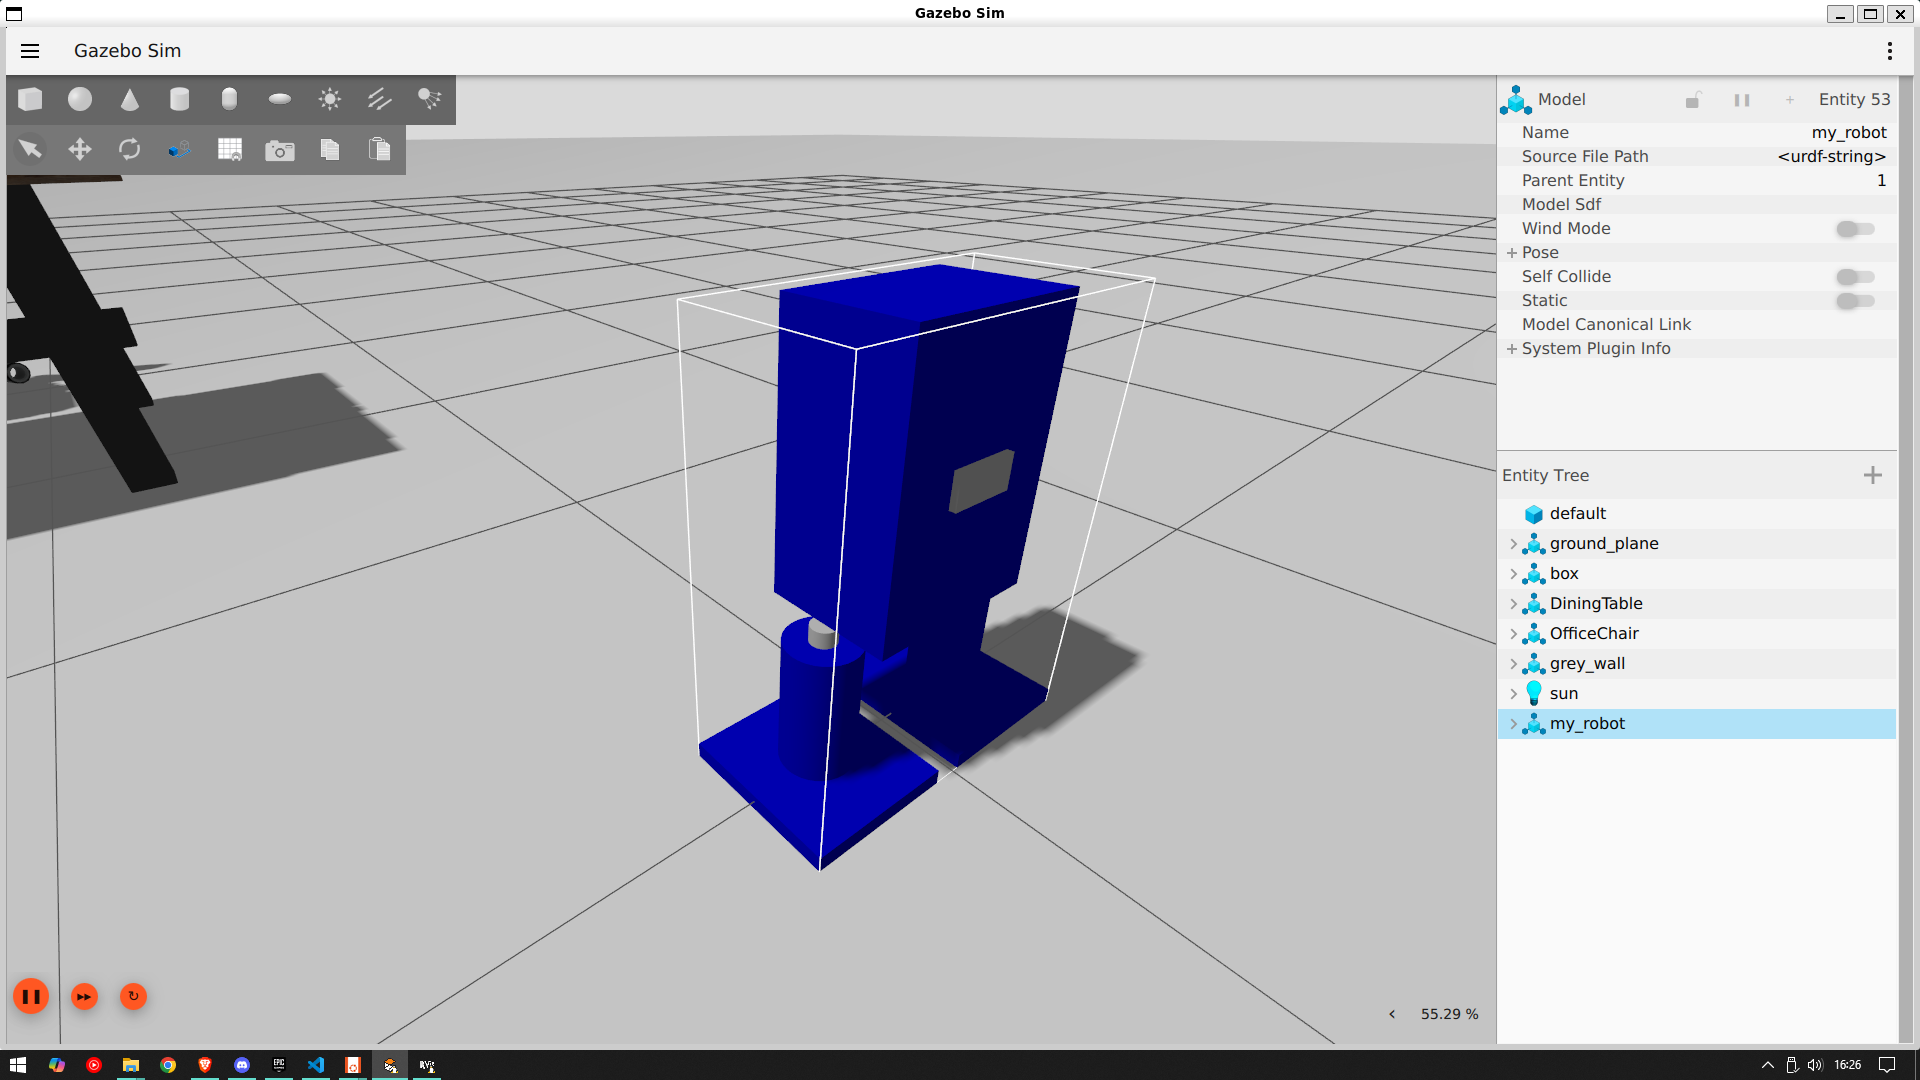 Gazebo Sim
Gazebo Sim
Model
Entity 53
Name my_robot
Source File Path <urdf-string>
Parent Entity 1
Model Sdf
Wind Mode
Pose
Self Collide
Static
Model Canonical Link
System Plugin Info
Entity Tree
default
ground_plane
box
DiningTable
OfficeChair
grey_wall
sun
my_robot
55.29 %
EPIC
RViz
16:26